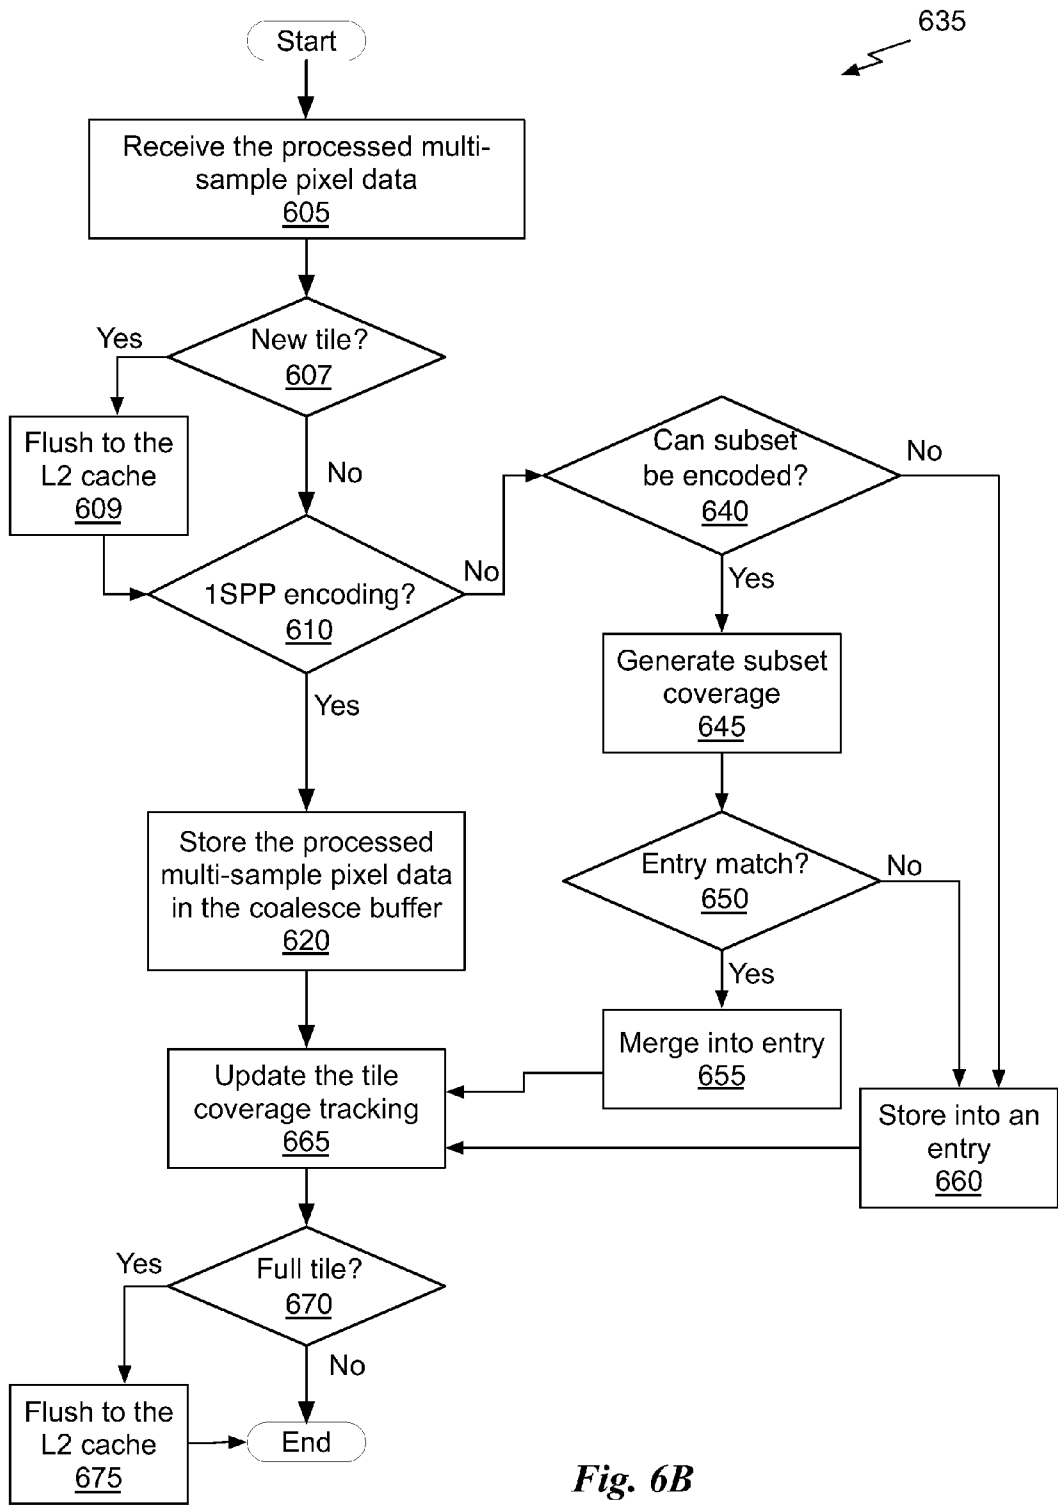 635
Start
Receive the processed multi-
sample pixel data
605
New tile?
607
Yes
No
Flush to the
L2 cache
609
1SPP encoding?
610
No
Yes
Can subset
be encoded?
640
No
Yes
Generate subset
coverage
645
Entry match?
650
No
Yes
Merge into entry
655
Store into an
entry
660
Store the processed
multi-sample pixel data
in the coalesce buffer
620
Update the tile
coverage tracking
665
Full tile?
670
Yes
No
Flush to the
L2 cache
675
End
Fig. 6B